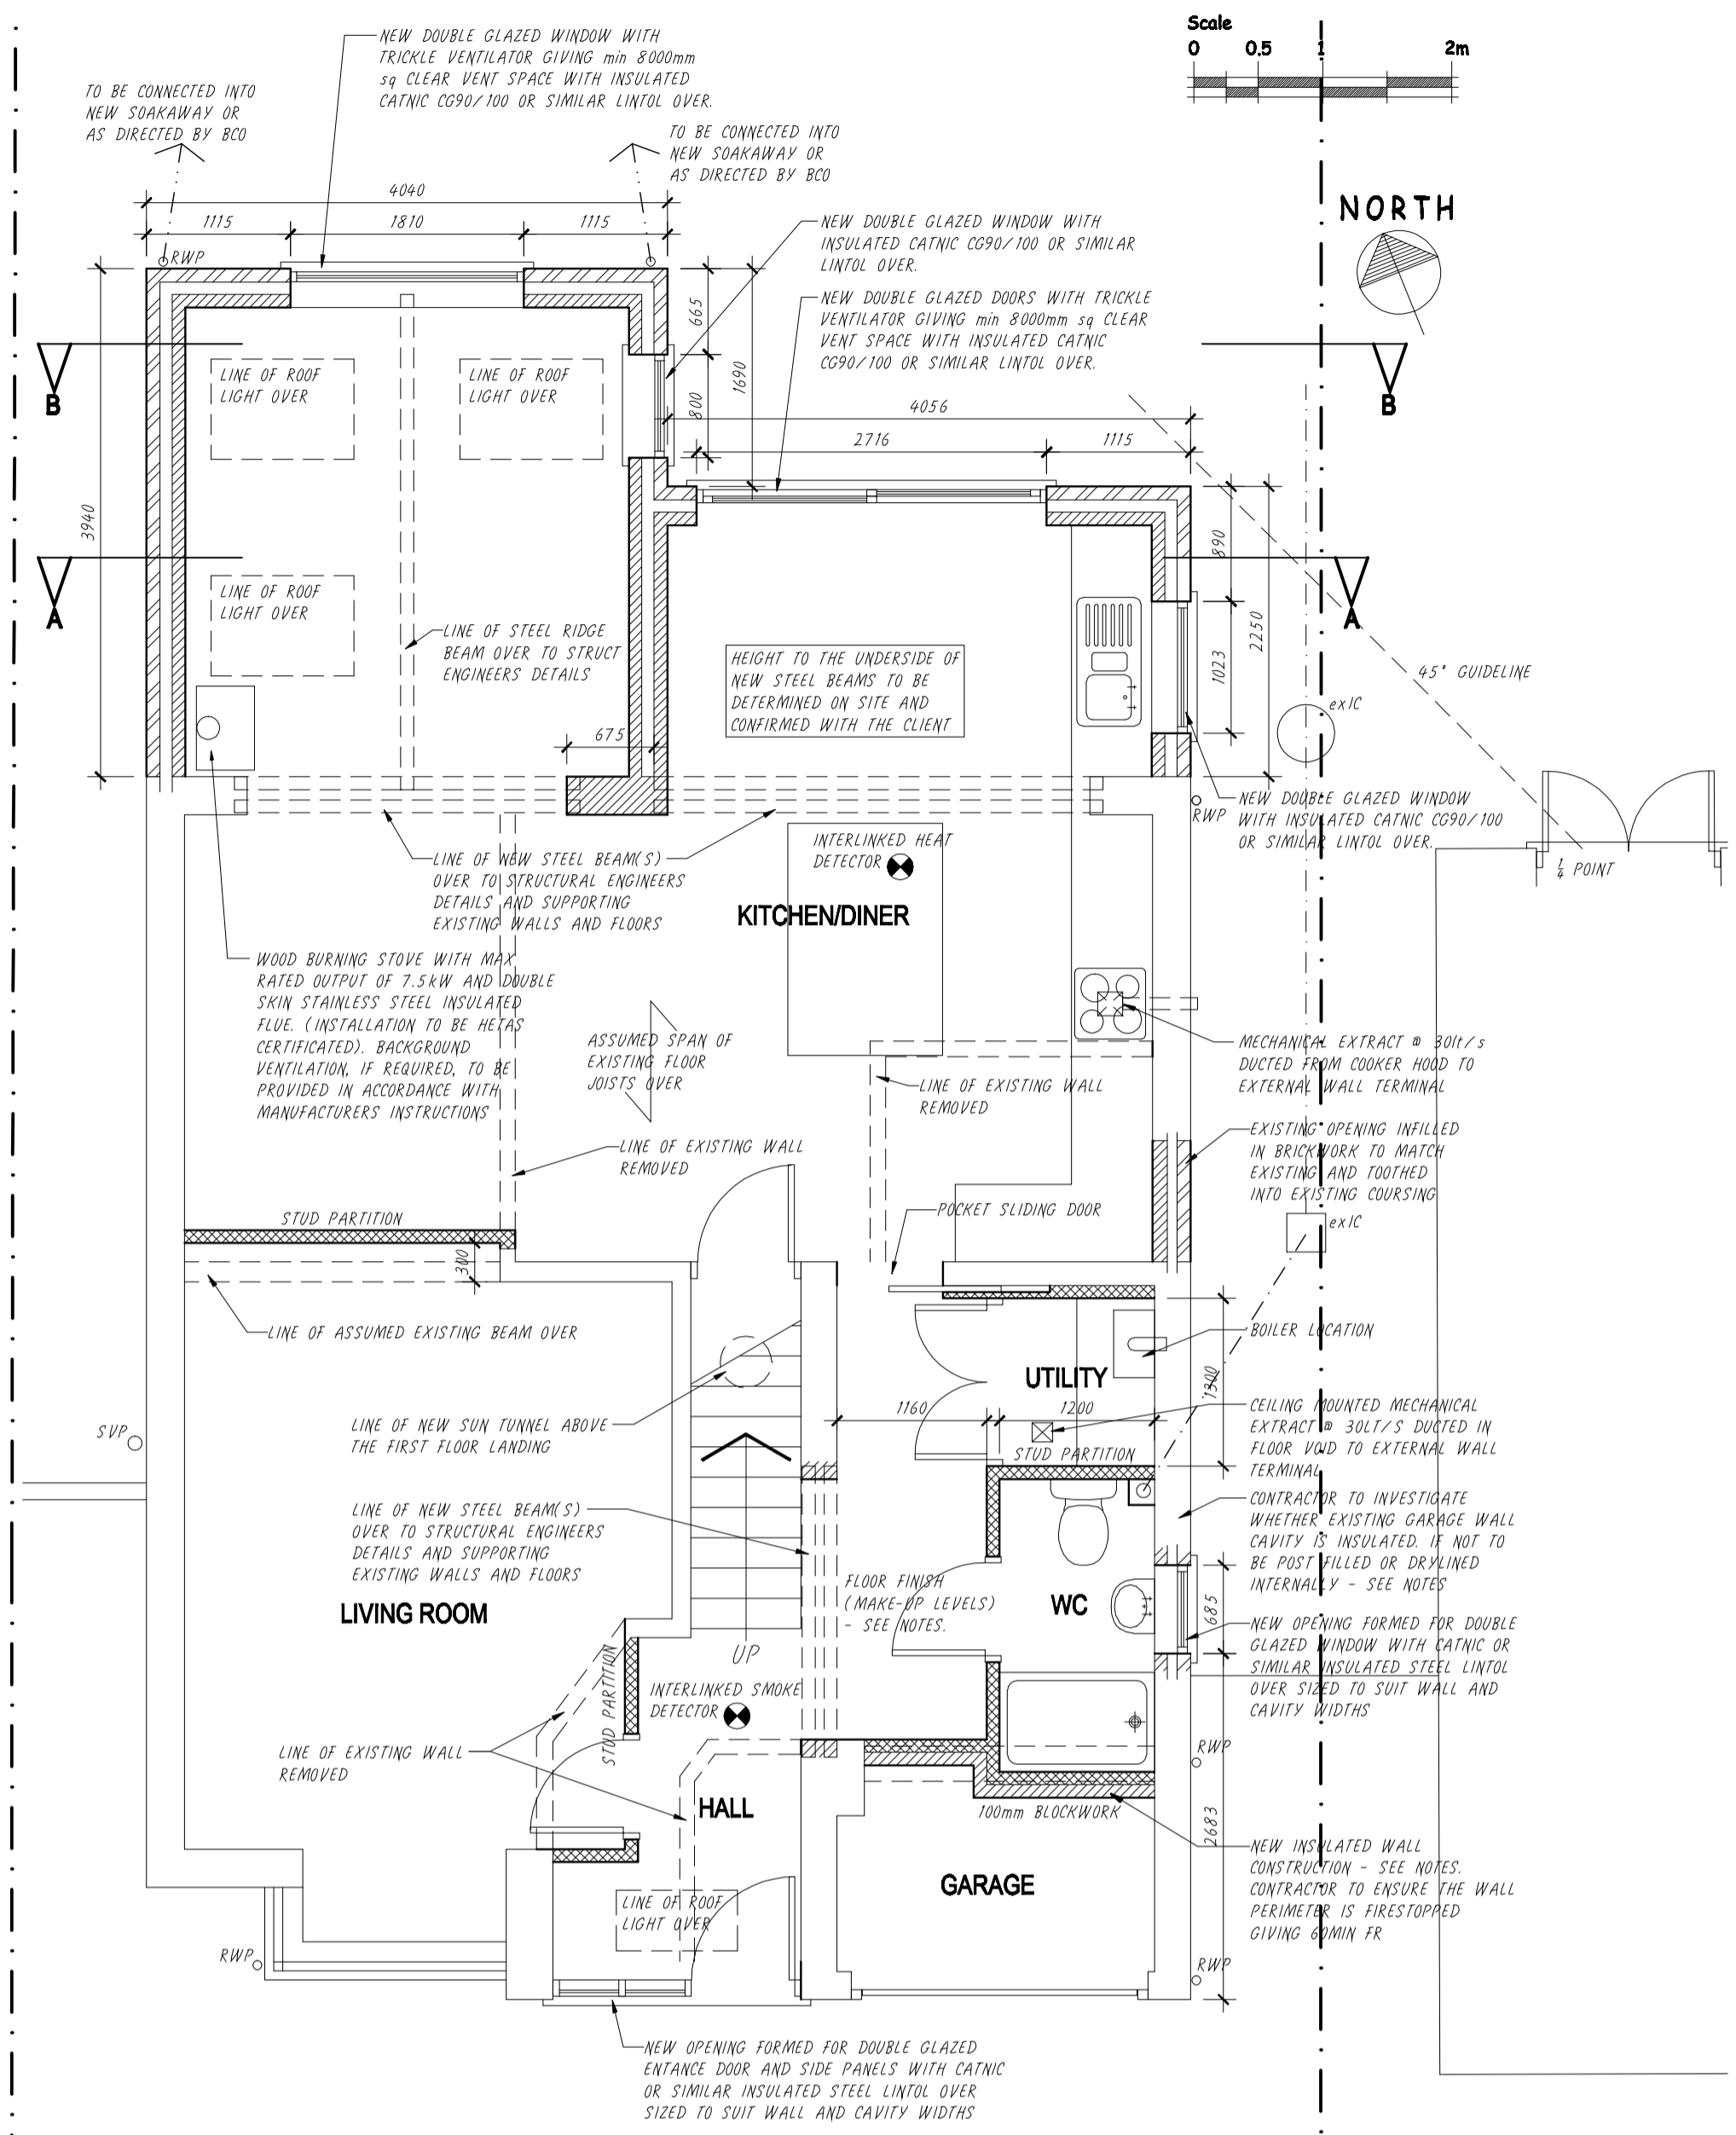 Scale
0 0.5 1 2m
NEW DOUBLE GLAZED WINDOW WITH
TRICKLE VENTILATOR GIVING min 8000mm
sq CLEAR VENT SPACE WITH INSULATED
CATNIC CG90/100 OR SIMILAR LINTOL OVER.
TO BE CONNECTED INTO
NEW SOAKAWAY OR
AS DIRECTED BY BCO
TO BE CONNECTED INTO
NEW SOAKAWAY OR
AS DIRECTED BY BCO
4040
1115
1810
1115
RWP
NORTH
NEW DOUBLE GLAZED WINDOW WITH
INSULATED CATNIC CG90/100 OR SIMILAR
LINTOL OVER.
NEW DOUBLE GLAZED DOORS WITH TRICKLE
VENTILATOR GIVING min 8000mm sq CLEAR
VENT SPACE WITH INSULATED CATNIC
CG90/100 OR SIMILAR LINTOL OVER.
665
1690
800
4056
2716
1115
B
B
LINE OF ROOF
LIGHT OVER
LINE OF ROOF
LIGHT OVER
3940
890
2250
1023
A
A
LINE OF ROOF
LIGHT OVER
LINE OF STEEL RIDGE
BEAM OVER TO STRUCT
ENGINEERS DETAILS
HEIGHT TO THE UNDERSIDE OF
NEW STEEL BEAMS TO BE
DETERMINED ON SITE AND
CONFIRMED WITH THE CLIENT
45° GUIDELINE
exIC
675
RWP
NEW DOUBLE GLAZED WINDOW
WITH INSULATED CATNIC CG90/100
OR SIMILAR LINTOL OVER.
1/4 POINT
INTERLINKED HEAT
DETECTOR
LINE OF NEW STEEL BEAM(S)
OVER TO STRUCTURAL ENGINEERS
DETAILS AND SUPPORTING
EXISTING WALLS AND FLOORS
KITCHEN/DINER
WOOD BURNING STOVE WITH MAX
RATED OUTPUT OF 7.5kW AND DOUBLE
SKIN STAINLESS STEEL INSULATED
FLUE. (INSTALLATION TO BE HETAS
CERTIFICATED). BACKGROUND
VENTILATION, IF REQUIRED, TO BE
PROVIDED IN ACCORDANCE WITH
MANUFACTURERS INSTRUCTIONS
ASSUMED SPAN OF
EXISTING FLOOR
JOISTS OVER
MECHANICAL EXTRACT @ 30lt/s
DUCTED FROM COOKER HOOD TO
EXTERNAL WALL TERMINAL
LINE OF EXISTING WALL
REMOVED
EXISTING OPENING INFILLED
IN BRICKWORK TO MATCH
EXISTING AND TOOTHED
INTO EXISTING COURSING
LINE OF EXISTING WALL
REMOVED
STUD PARTITION
POCKET SLIDING DOOR
exIC
300
LINE OF ASSUMED EXISTING BEAM OVER
BOILER LOCATION
UTILITY
1300
1160
1200
LINE OF NEW SUN TUNNEL ABOVE
THE FIRST FLOOR LANDING
SVP
STUD PARTITION
CEILING MOUNTED MECHANICAL
EXTRACT @ 30LT/S DUCTED IN
FLOOR VOID TO EXTERNAL WALL
TERMINAL
CONTRACTOR TO INVESTIGATE
WHETHER EXISTING GARAGE WALL
CAVITY IS INSULATED. IF NOT TO
BE POST FILLED OR DRYLINED
INTERNALLY - SEE NOTES
LINE OF NEW STEEL BEAM(S)
OVER TO STRUCTURAL ENGINEERS
DETAILS AND SUPPORTING
EXISTING WALLS AND FLOORS
FLOOR FINISH
(MAKE-UP LEVELS)
- SEE NOTES.
LIVING ROOM
WC
685
NEW OPENING FORMED FOR DOUBLE
GLAZED WINDOW WITH CATNIC OR
SIMILAR INSULATED STEEL LINTOL
OVER SIZED TO SUIT WALL AND
CAVITY WIDTHS
UP
STUD PARTITION
INTERLINKED SMOKE
DETECTOR
LINE OF EXISTING WALL
REMOVED
RWP
HALL
100mm BLOCKWORK
2683
GARAGE
NEW INSULATED WALL
CONSTRUCTION - SEE NOTES.
CONTRACTOR TO ENSURE THE WALL
PERIMETER IS FIRESTOPPED
GIVING 60MIN FR
LINE OF ROOF
LIGHT OVER
RWP
RWP
NEW OPENING FORMED FOR DOUBLE GLAZED
ENTANCE DOOR AND SIDE PANELS WITH CATNIC
OR SIMILAR INSULATED STEEL LINTOL OVER
SIZED TO SUIT WALL AND CAVITY WIDTHS